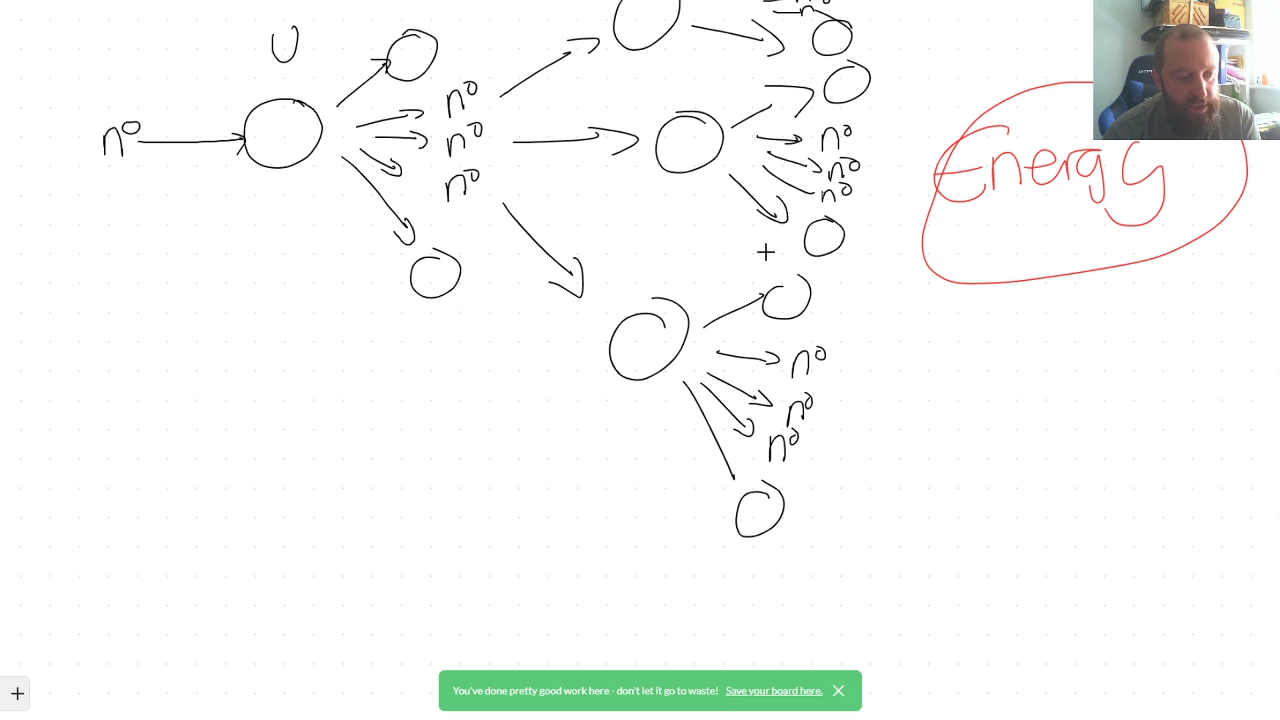 U
n⁰
n⁰
n⁰
n⁰
n⁰
n⁰
n⁰
n⁰
n⁰
n⁰
n⁰
Energy
+
You've done pretty good work here - don't let it go to waste! Save your board here.